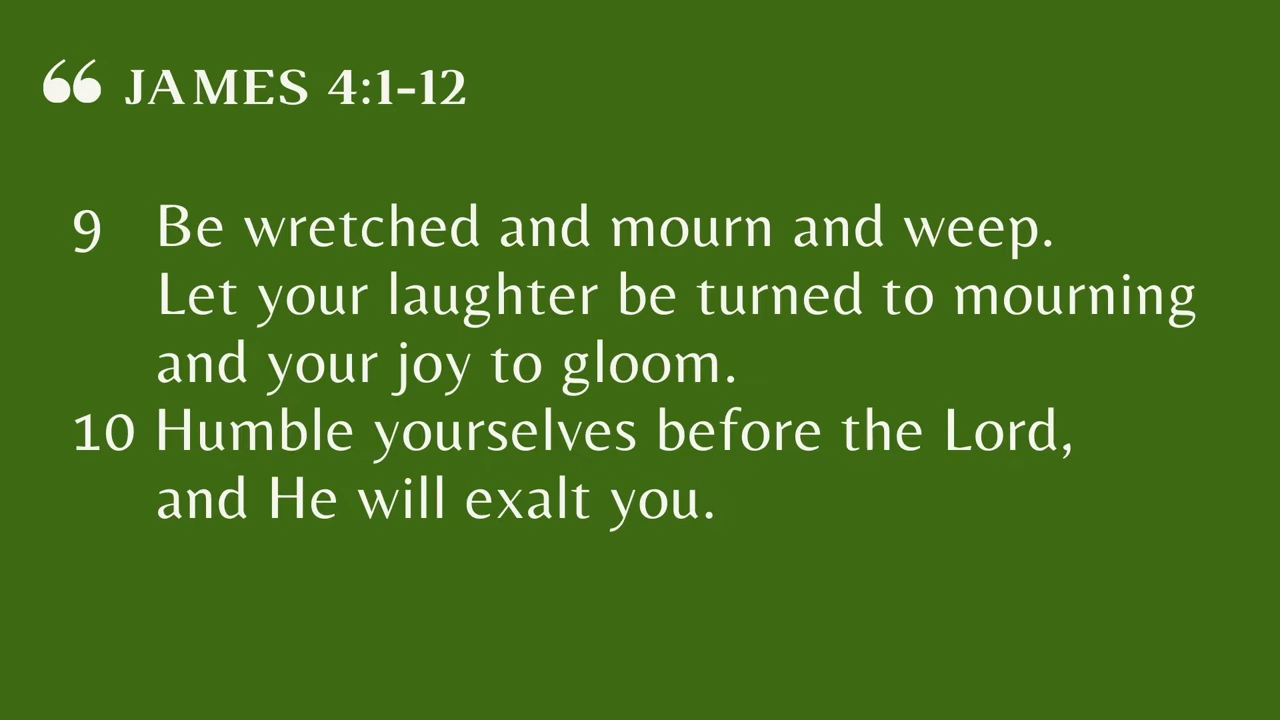 “ JAMES 4:1-12
9 Be wretched and mourn and weep.
Let your laughter be turned to mourning
and your joy to gloom.
10 Humble yourselves before the Lord,
and He will exalt you.